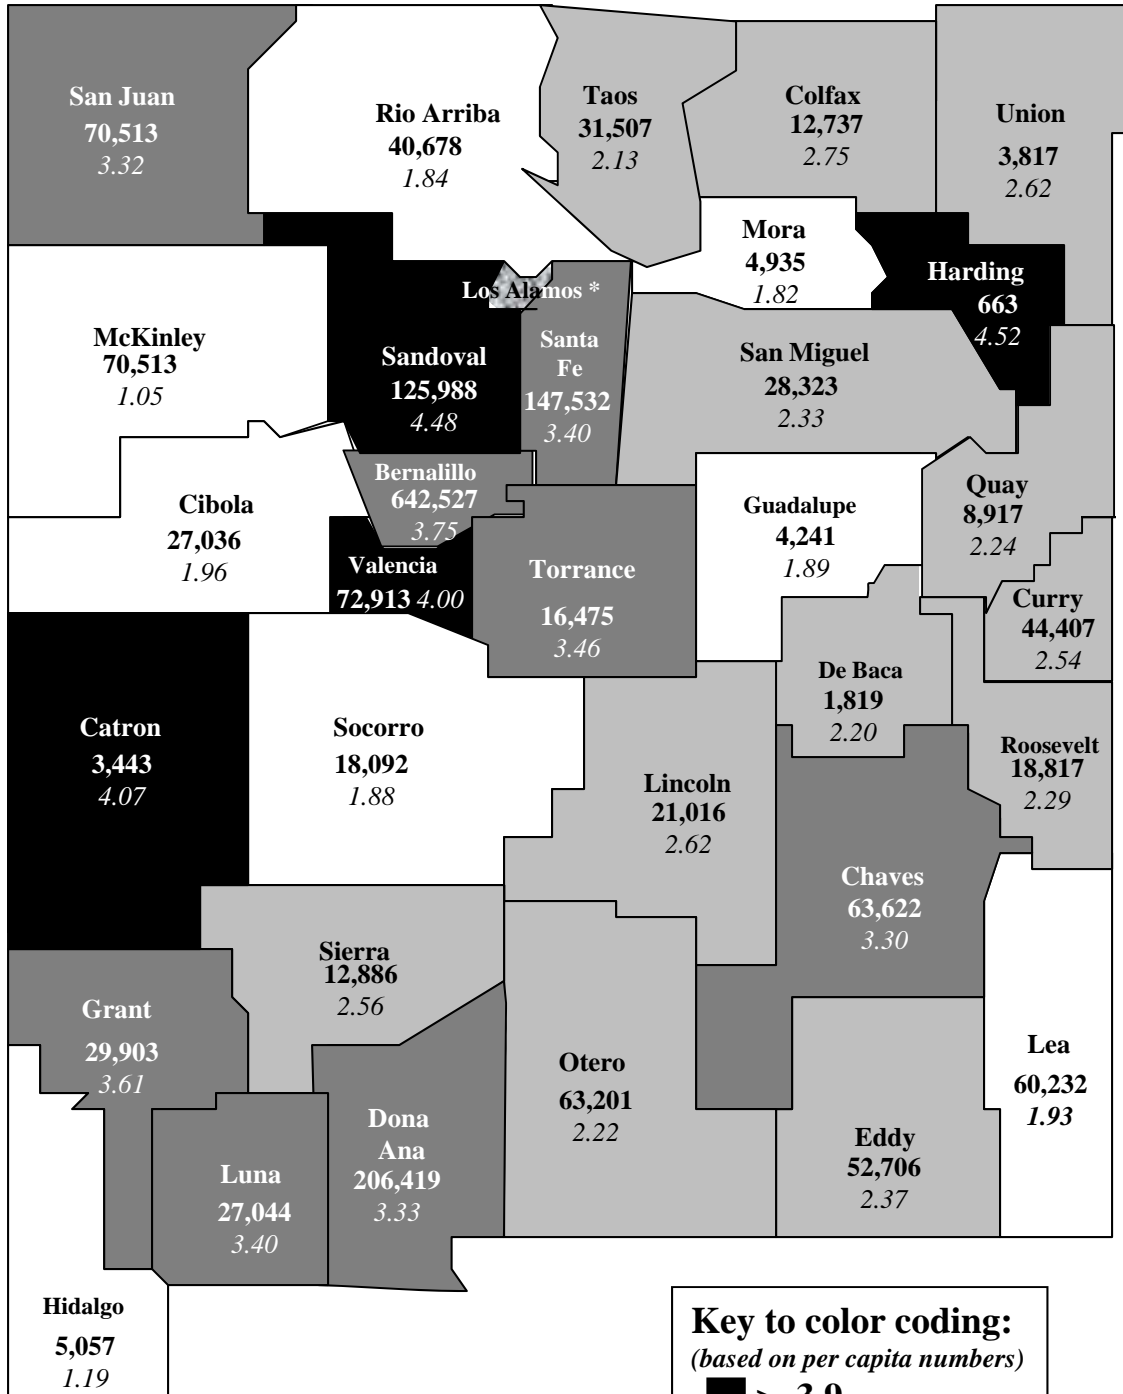 San Juan
70,513
3.32
Rio Arriba
40,678
1.84
Taos
31,507
2.13
Colfax
12,737
2.75
Union
3,817
2.62
Mora
4,935
1.82
Harding
663
4.52
Los Alamos *
McKinley
70,513
1.05
Sandoval
125,988
4.48
Santa
Fe
147,532
3.40
San Miguel
28,323
2.33
Bernalillo
642,527
3.75
Cibola
27,036
1.96
Guadalupe
4,241
1.89
Quay
8,917
2.24
Valencia
72,913 4.00
Torrance
16,475
3.46
Curry
44,407
2.54
De Baca
1,819
2.20
Catron
3,443
4.07
Socorro
18,092
1.88
Roosevelt
18,817
2.29
Lincoln
21,016
2.62
Chaves
63,622
3.30
Sierra
12,886
2.56
Grant
29,903
3.61
Otero
63,201
2.22
Lea
60,232
1.93
Dona
Ana
206,419
3.33
Eddy
52,706
2.37
Luna
27,044
3.40
Hidalgo
5,057
1.19
Key to color coding:
(based on per capita numbers)
> 3.9